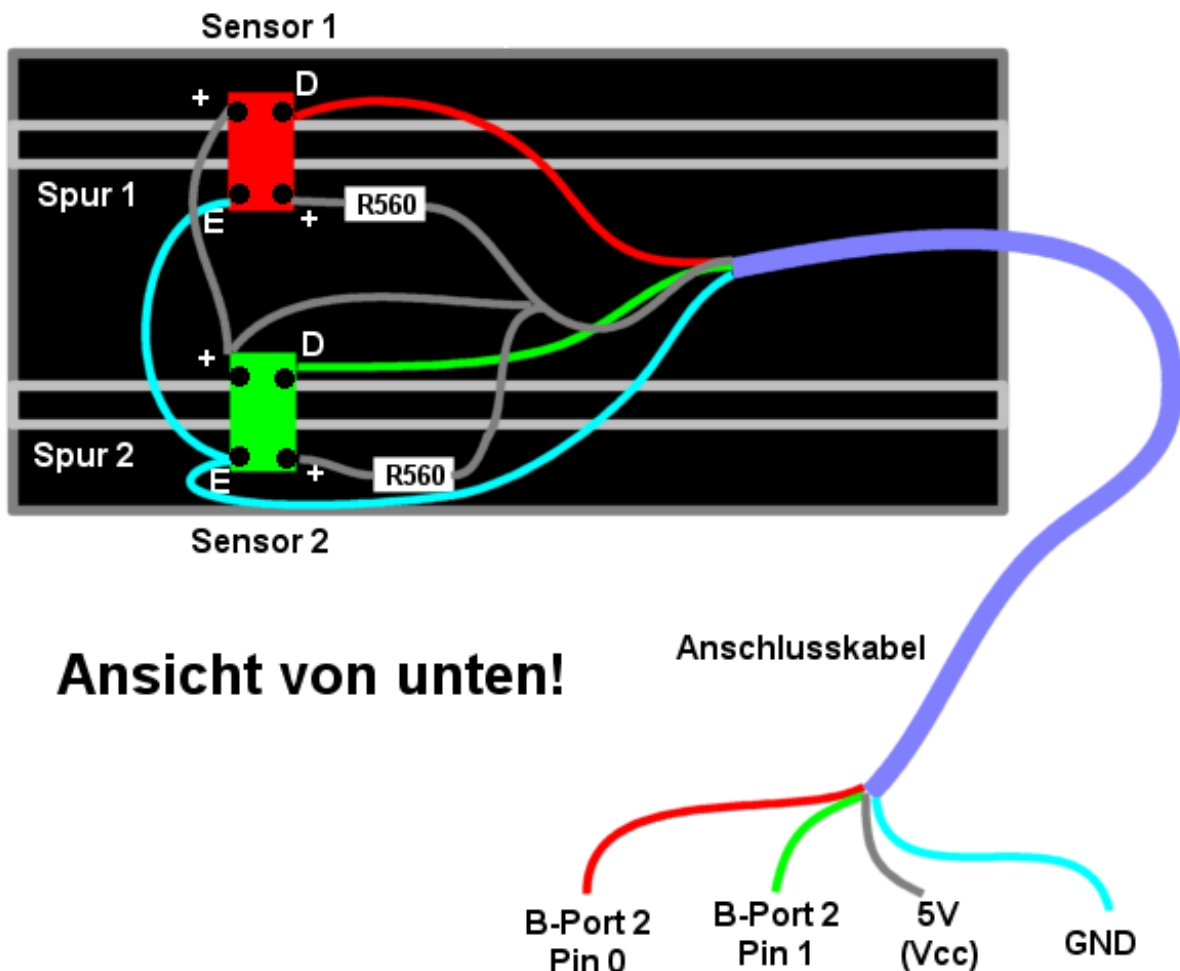 Sensor 1
+
D
Spur 1
E
+
R560
+
D
Spur 2
E
+
R560
Sensor 2
Ansicht von unten!
Anschlusskabel
B-Port 2
Pin 0
B-Port 2
Pin 1
5V
(Vcc)
GND